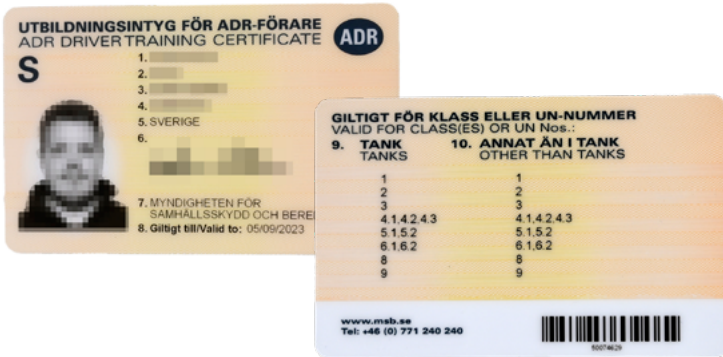 UTBILDNINGSINTYG FÖR ADR-FÖRARE
ADR DRIVER TRAINING CERTIFICATE
ADR
S
1.
2.
3.
4.
5. SVERIGE
6.
7. MYNDIGHETEN FÖR
SAMHÄLLSSKYDD OCH BERE
8. Giltigt till/Valid to: 05/09/2023
GILTIGT FÖR KLASS ELLER UN-NUMMER
VALID FOR CLASS(ES) OR UN Nos.:
9. TANK 10. ANNAT ÄN I TANK
TANKS OTHER THAN TANKS
1 1
2 2
3 3
4.1,4.2,4.3 4.1,4.2,4.3
5.1,5.2 5.1,5.2
6.1,6.2 6.1,6.2
8 8
9 9
www.msb.se
Tel: +46 (0) 771 240 240
50074629